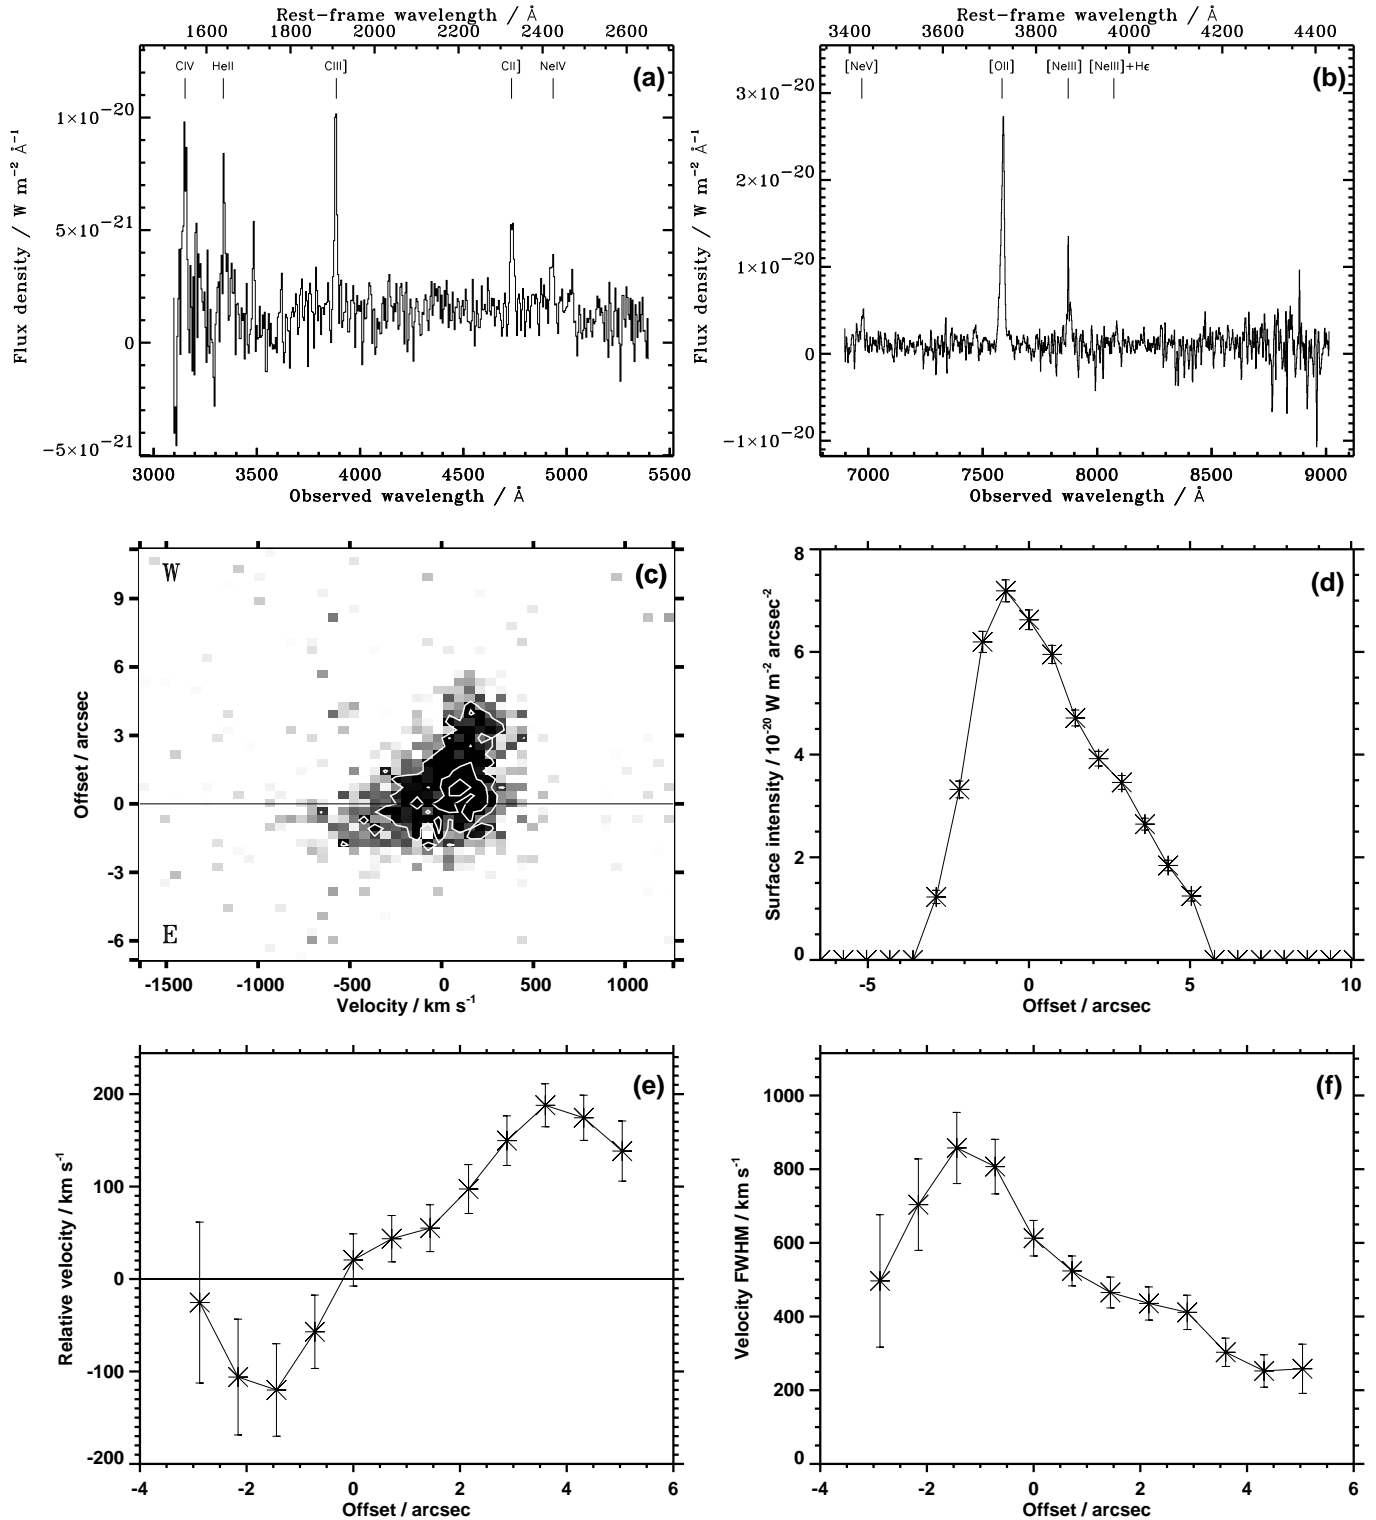 Rest-frame wavelength / Å
1600 1800 2000 2200 2400 2600
CIV HeII CIII] CII] NeIV
(a)
1×10−20
5×10−21
0
−5×10−21
Flux density / W m−2 Å−1
3000 3500 4000 4500 5000 5500
Observed wavelength / Å
Rest-frame wavelength / Å
3400 3600 3800 4000 4200 4400
[NeV] [OII] [NeIII] [NeIII]+Hϵ
(b)
3×10−20
2×10−20
1×10−20
0
−1×10−20
Flux density / W m−2 Å−1
7000 7500 8000 8500 9000
Observed wavelength / Å
W
(c)
9
6
3
0
-3
-6
Offset / arcsec
E
-1500 -1000 -500 0 500 1000
Velocity / km s-1
(d)
8
6
4
2
0
Surface intensity / 10-20 W m-2 arcsec-2
-5 0 5 10
Offset / arcsec
(e)
200
100
0
-100
-200
Relative velocity / km s-1
-4 -2 0 2 4 6
Offset / arcsec
(f)
1000
800
600
400
200
0
Velocity FWHM / km s-1
-4 -2 0 2 4 6
Offset / arcsec